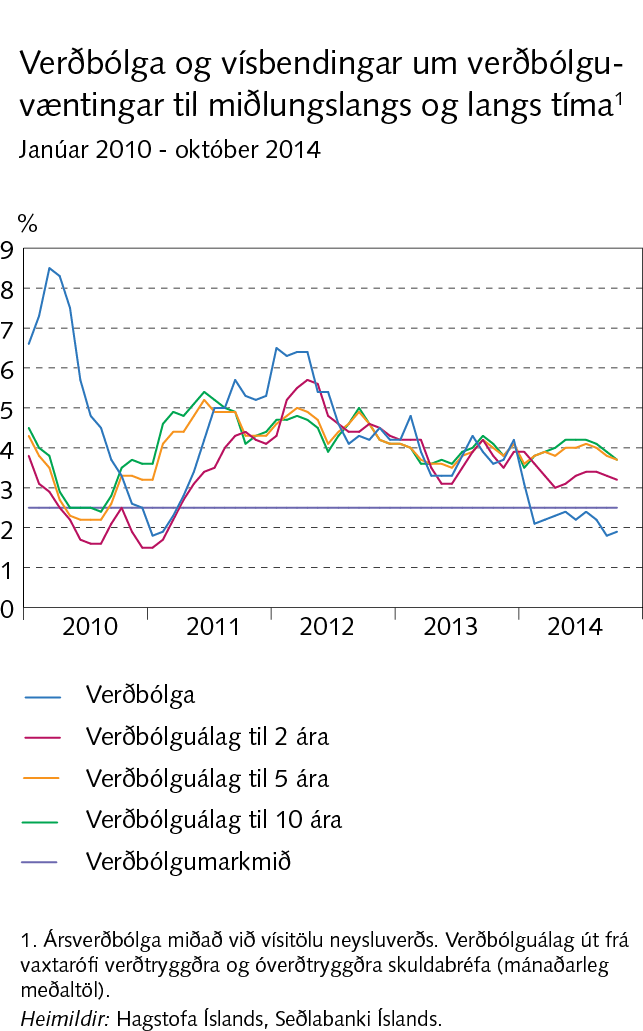 Verðbólga og vísbendingar um verðbólgu-
væntingar til miðlungslangs og langs tíma¹
Janúar 2010 - október 2014
%
9
8
7
6
5
4
3
2
1
0
2010 2011 2012 2013 2014
Verðbólga
Verðbólguálag til 2 ára
Verðbólguálag til 5 ára
Verðbólguálag til 10 ára
Verðbólgumarkmið
1. Ársverðbólga miðað við vísitölu neysluverðs. Verðbólguálag út frá
vaxtarófi verðtryggðra og óverðtryggðra skuldabréfa (mánaðarleg
meðaltöl).
Heimildir: Hagstofa Íslands, Seðlabanki Íslands.